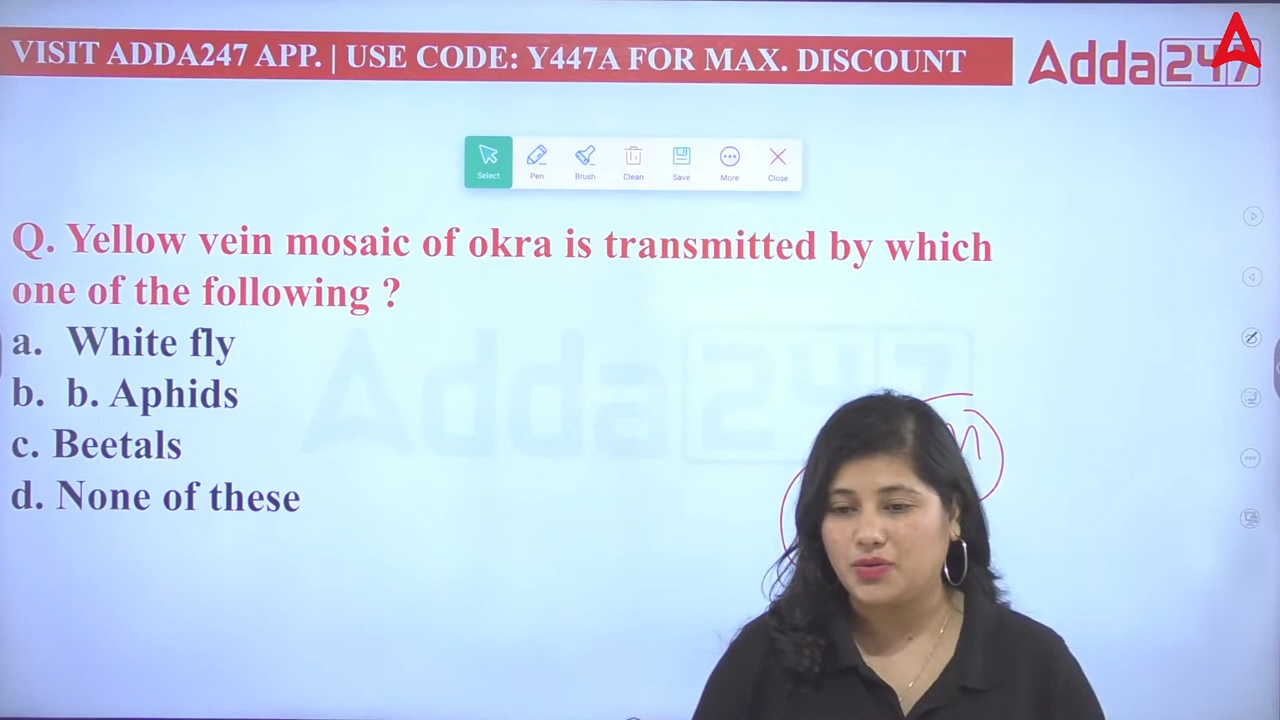 VISIT ADDA247 APP. | USE CODE: Y447A FOR MAX. DISCOUNT
Adda247
Select Pen Brush Clean Save More Close
Q. Yellow vein mosaic of okra is transmitted by which
one of the following ?
a. White fly
b. b. Aphids
c. Beetals
d. None of these
Adda247